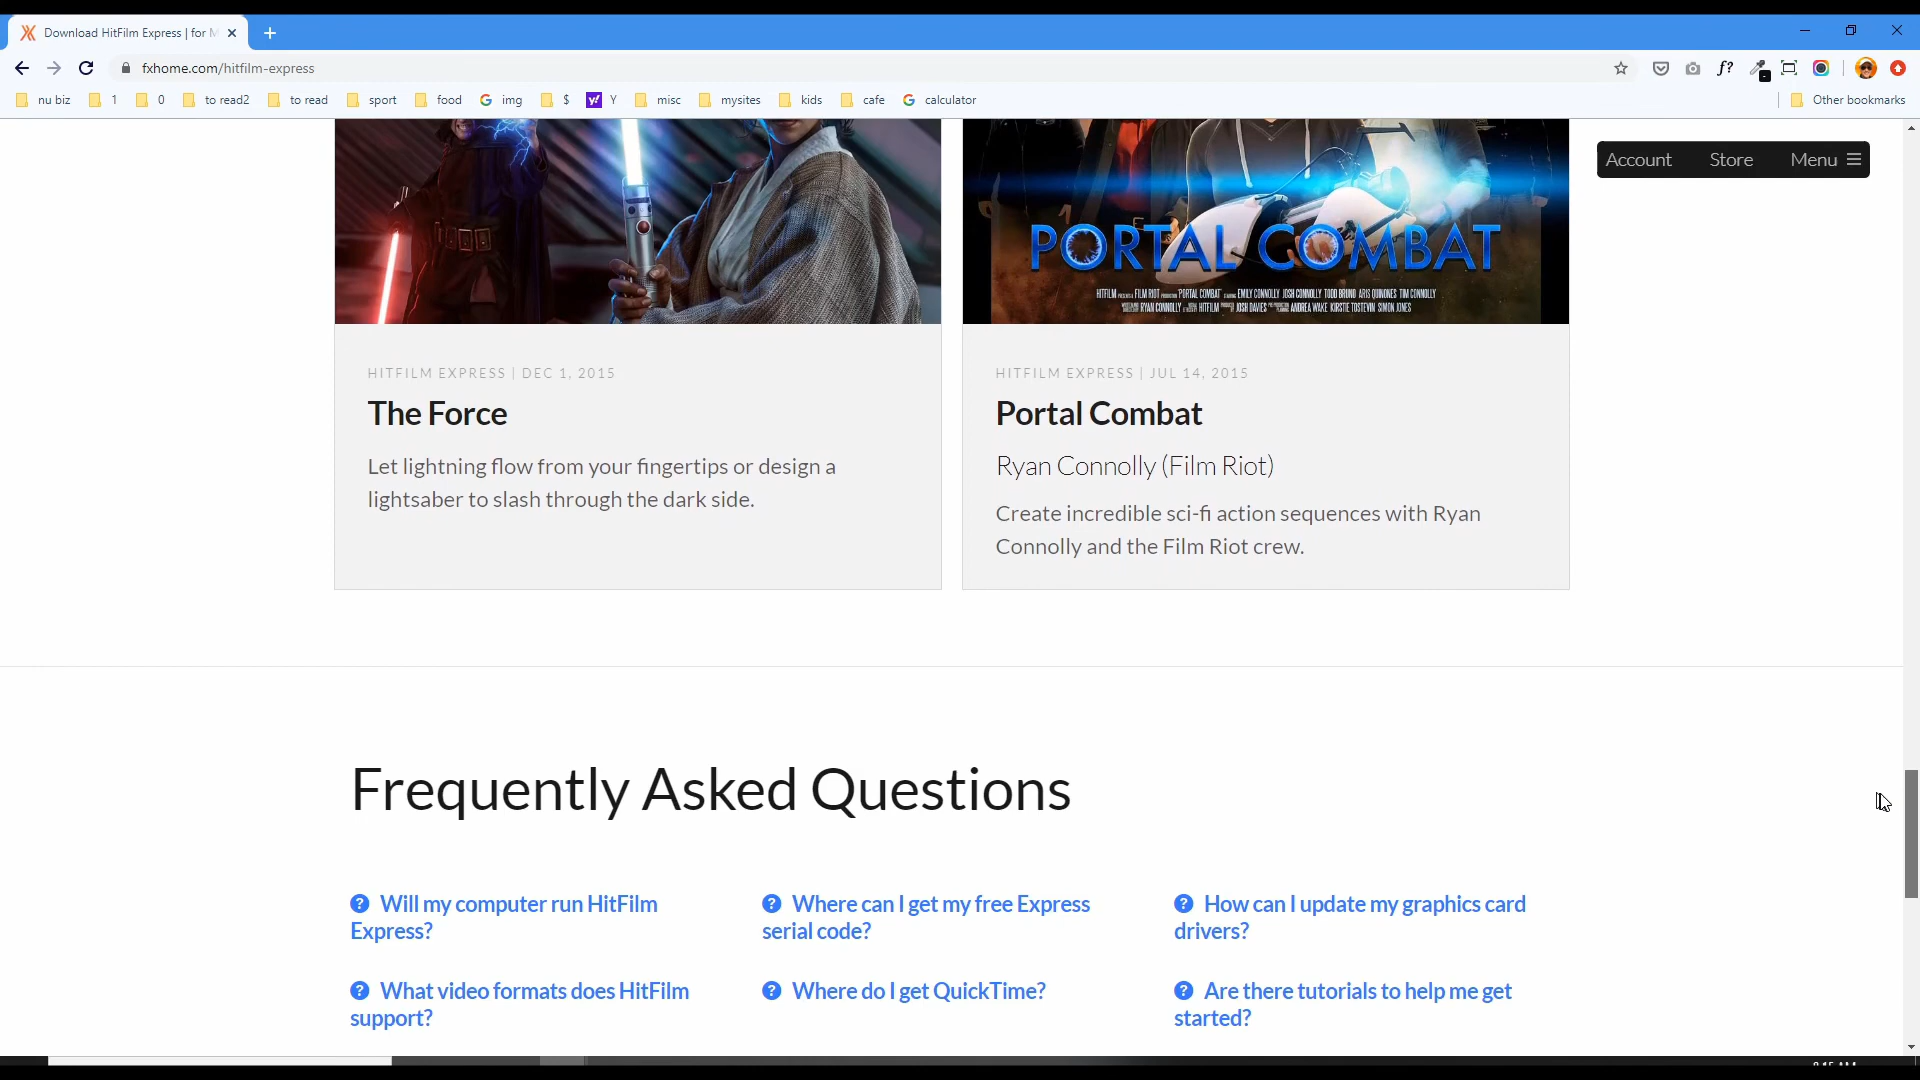 Download HitFilm Express | for M
fxhome.com/hitfilm-express
nu biz 1 0 to read2 to read sport food img $ Y misc mysites kids cafe calculator Other bookmarks
Account Store Menu
PORTAL COMBAT
HITFILM EXPRESS | DEC 1, 2015
The Force
Let lightning flow from your fingertips or design a
lightsaber to slash through the dark side.
HITFILM EXPRESS | JUL 14, 2015
Portal Combat
Ryan Connolly (Film Riot)
Create incredible sci-fi action sequences with Ryan
Connolly and the Film Riot crew.
Frequently Asked Questions
Will my computer run HitFilm
Express?
Where can I get my free Express
serial code?
How can I update my graphics card
drivers?
What video formats does HitFilm
support?
Where do I get QuickTime?
Are there tutorials to help me get
started?